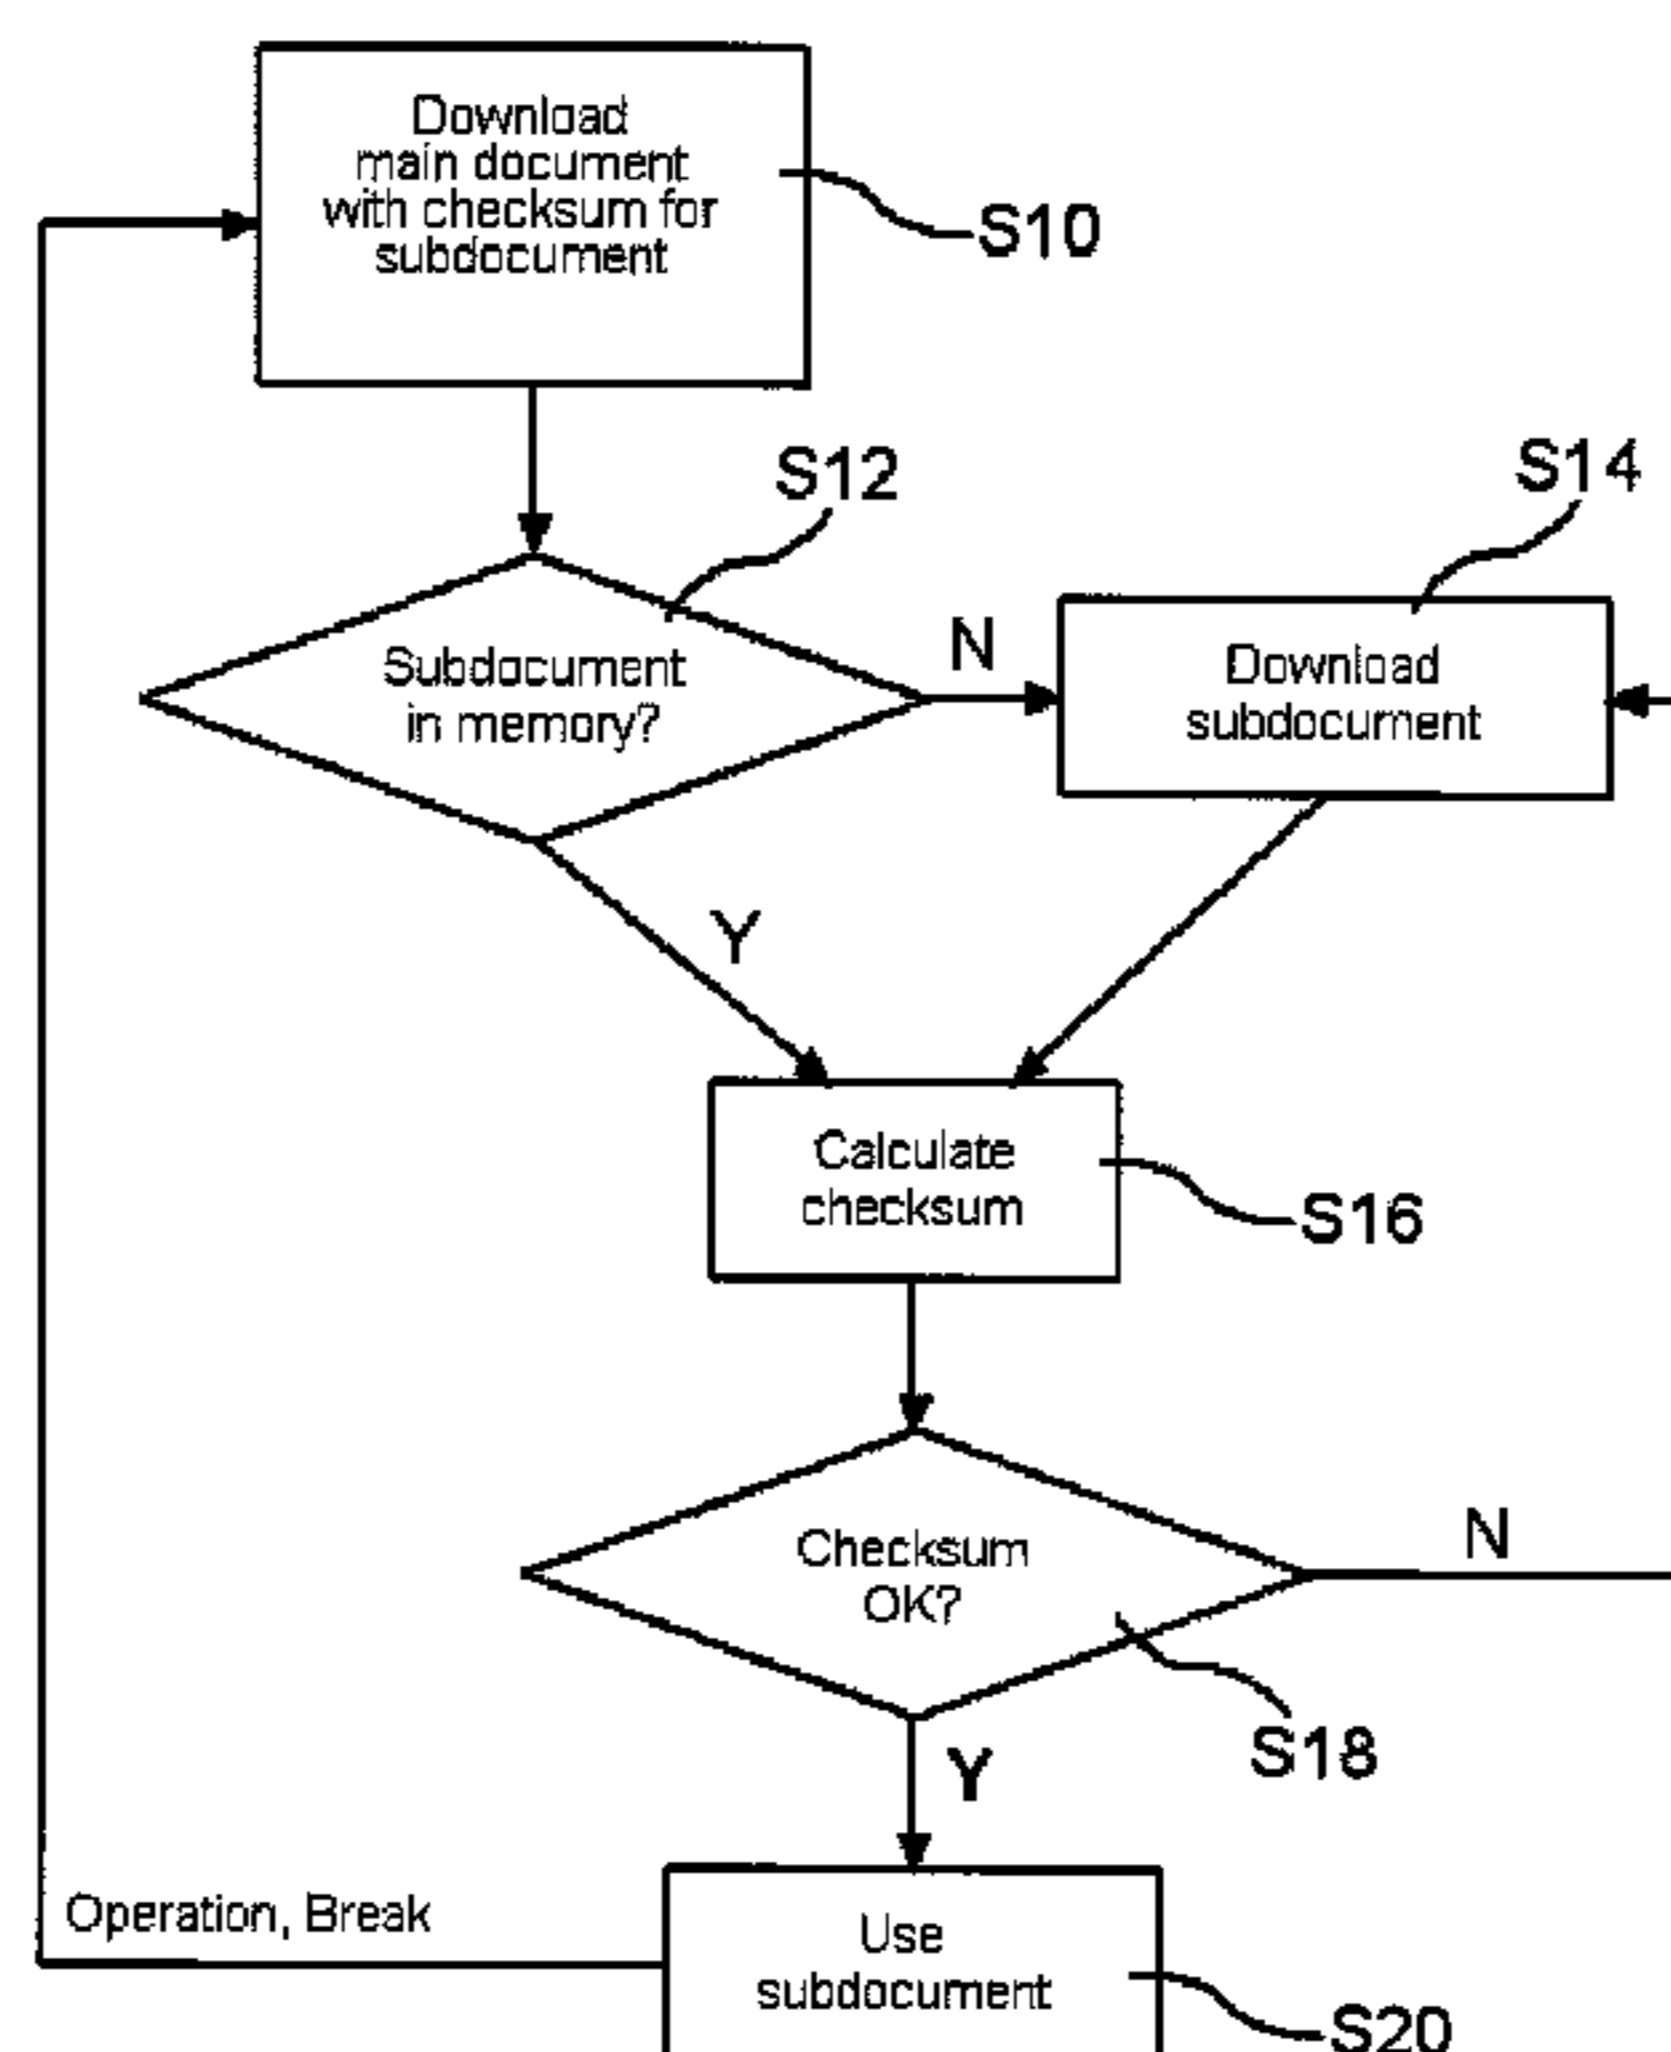 Download
main document
with checksum for
subdocument
S10
S12
S14
Subdocument
in memory?
N
Download
subdocument
Y
Calculate
checksum
S16
Checksum
OK?
N
S18
Y
Operation, Break
Use
subdocument
S20